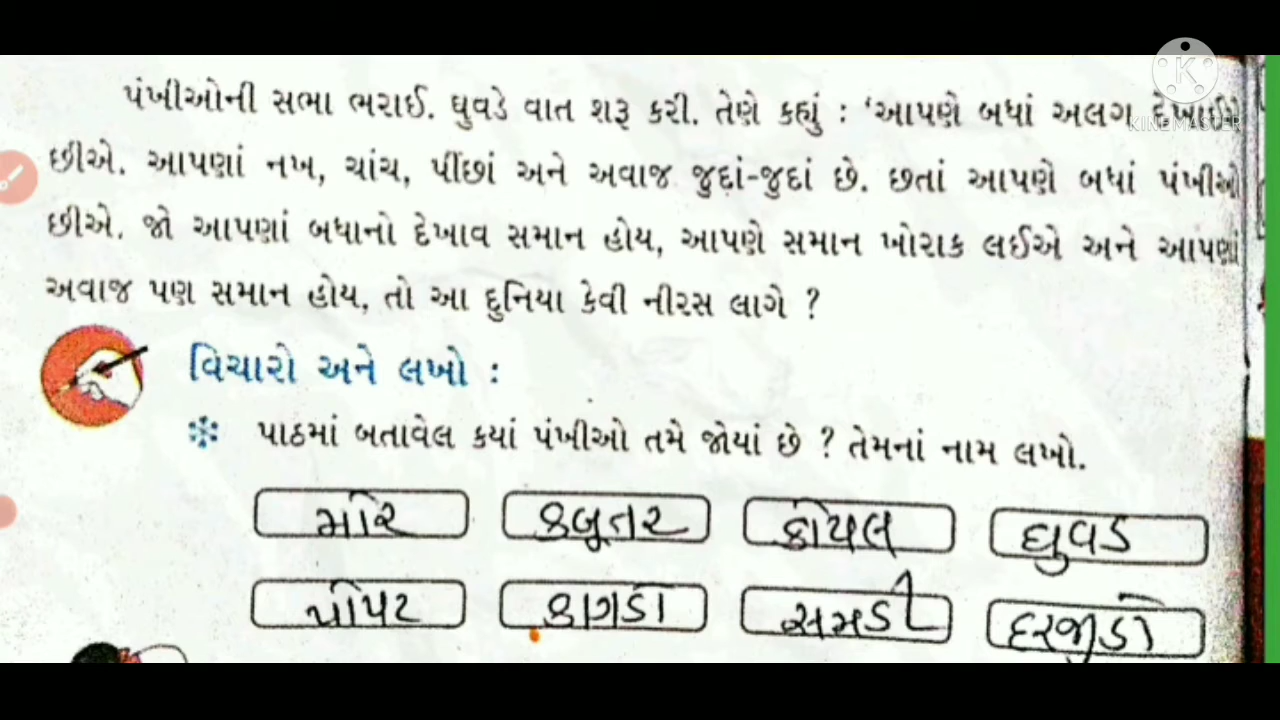 પંખીઓની સભા ભરાઈ. ઘુવડે વાત શરૂ કરી. તેણે કહ્યું : ‘આપણે બધાં અલગ દેખાઈએ
છીએ. આપણાં નખ, ચાંચ, પીંછાં અને અવાજ જુદાં-જુદાં છે. છતાં આપણે બધાં પંખીઓ
છીએ. જો આપણાં બધાનો દેખાવ સમાન હોય, આપણે સમાન ખોરાક લઈએ અને આપણાં
અવાજ પણ સમાન હોય, તો આ દુનિયા કેવી નીરસ લાગે ?
વિચારો અને લખો :
પાઠમાં બતાવેલ કયાં પંખીઓ તમે જોયાં છે ? તેમનાં નામ લખો.
મોર કબૂતર કોયલ ઘુવડ
પોપટ કાગડો સમડી દરજીડો
K
KINEMASTER